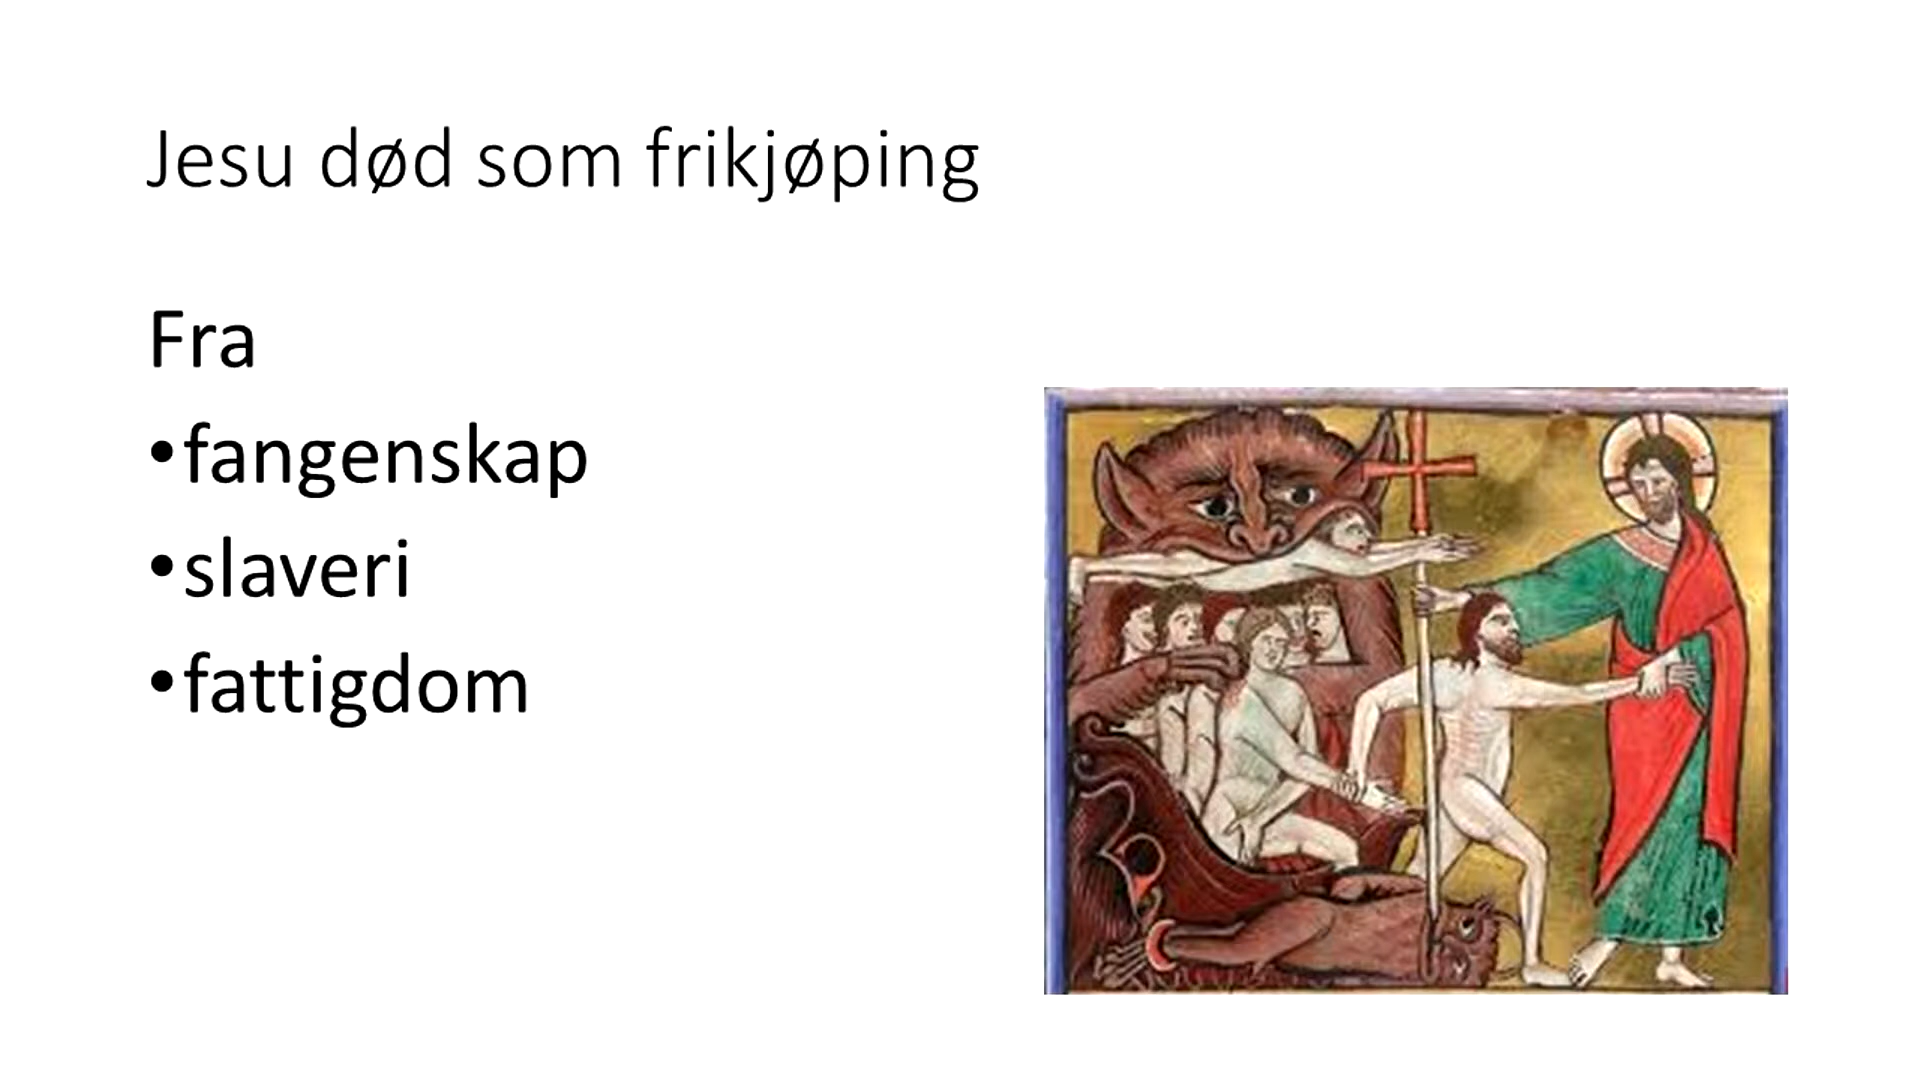 Jesu død som frikjøping
Fra
•fangenskap
•slaveri
•fattigdom